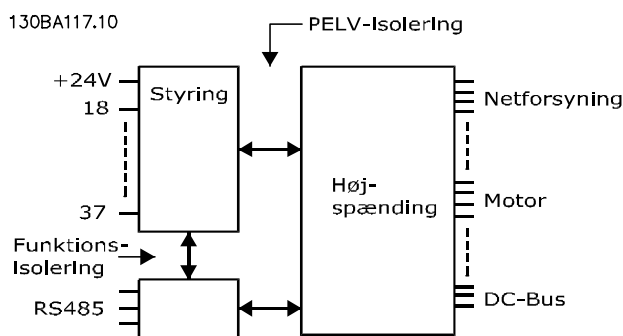 130BA117.10
PELV-Isolering
+24V
18
37
Styring
Høj-
spænding
Netforsyning
Motor
DC-Bus
Funktions-
Isolering
RS485